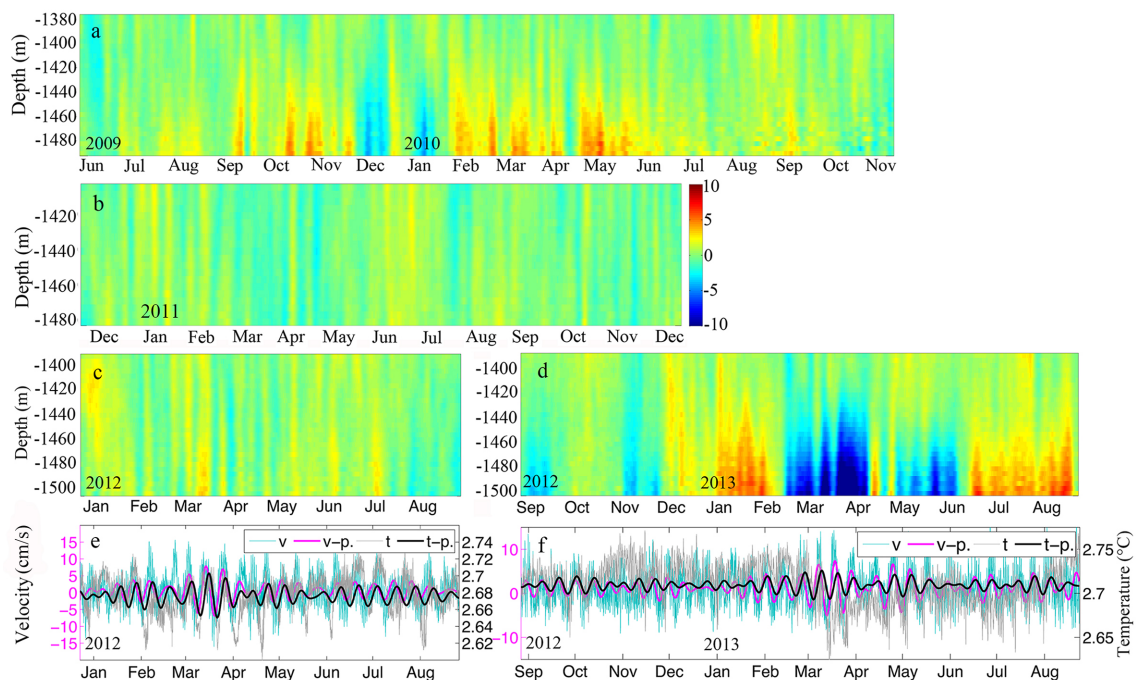 -1380
-1400
-1420
-1440
-1460
-1480
Depth (m)
a
2009
2010
Jun Jul Aug Sep Oct Nov Dec Jan Feb Mar Apr May Jun Jul Aug Sep Oct Nov
-1420
-1440
-1460
-1480
Depth (m)
b
2011
Dec Jan Feb Mar Apr May Jun Jul Aug Sep Oct Nov Dec
10
5
0
-5
-10
-1400
-1420
-1440
-1460
-1480
-1500
Depth (m)
c
2012
Jan Feb Mar Apr May Jun Jul Aug
-1400
-1420
-1440
-1460
-1480
-1500
d
2012
2013
Sep Oct Nov Dec Jan Feb Mar Apr May Jun Jul Aug
15
10
5
0
-5
-10
-15
Velocity (cm/s)
e
v v-p. t t-p.
2012
2.74
2.72
2.7
2.68
2.66
2.64
2.62
Jan Feb Mar Apr May Jun Jul Aug
10
0
-10
f
v v-p. t t-p.
2012
2013
2.75
2.7
2.65
Temperature (°C)
Sep Oct Nov Dec Jan Feb Mar Apr May Jun Jul Aug